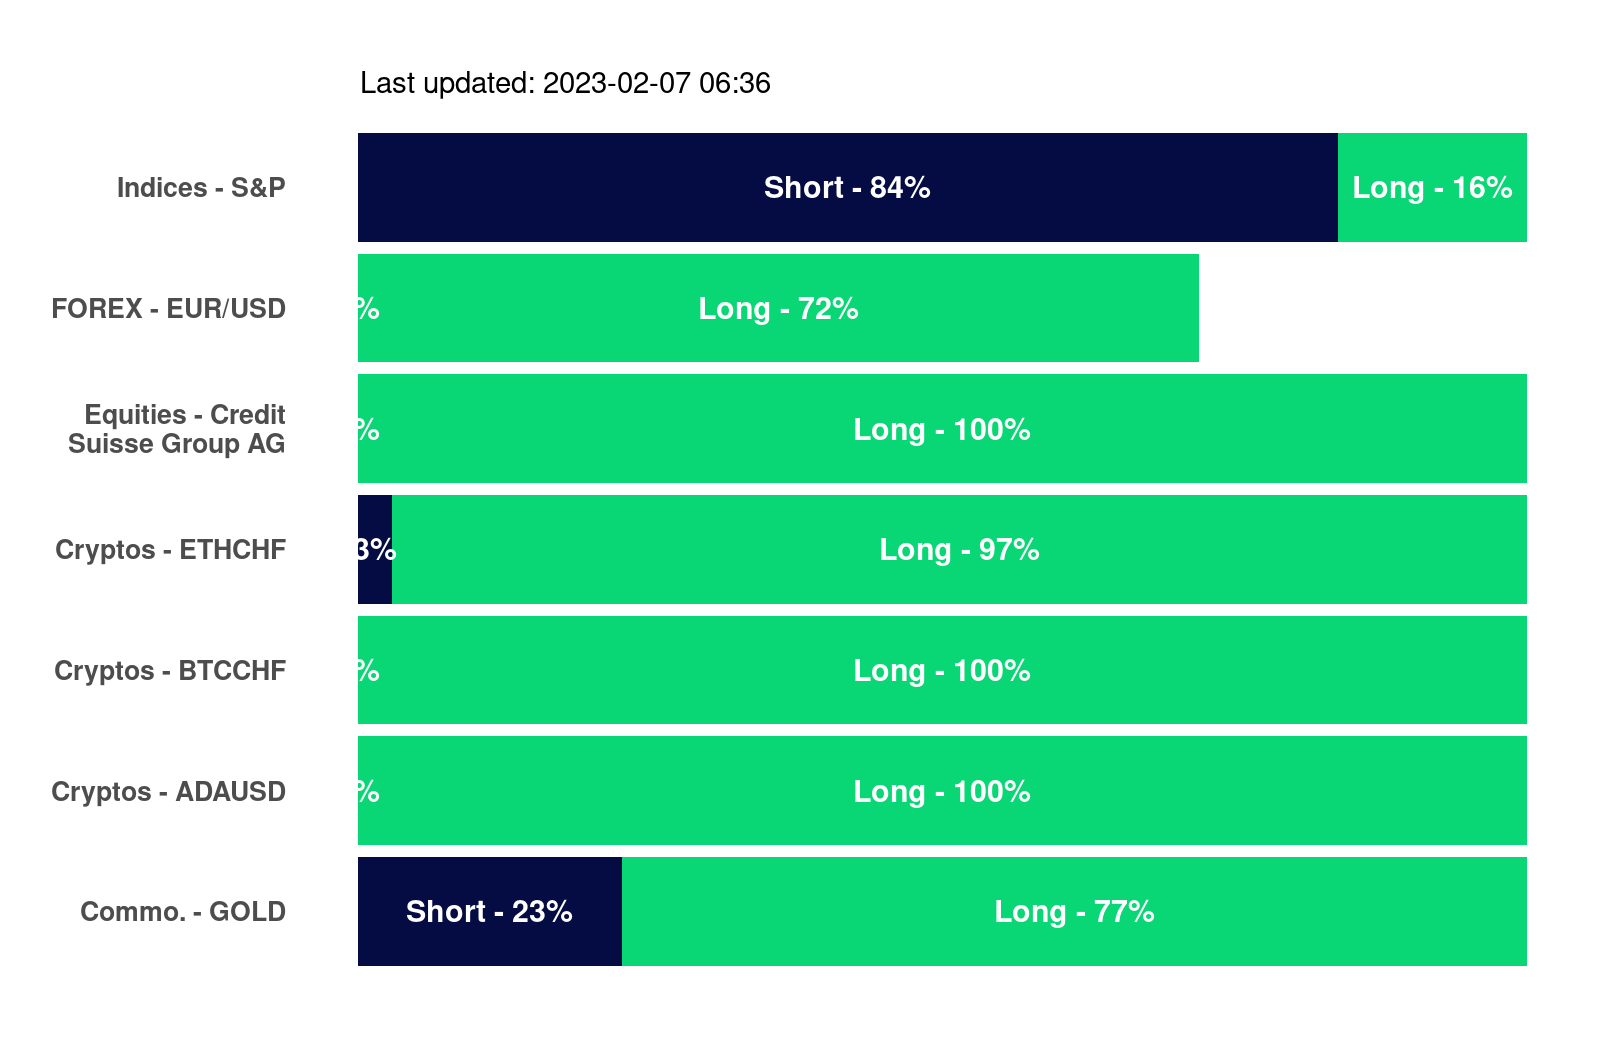 Last updated: 2023-02-07 06:36
Indices - S&P
Short - 84%
Long - 16%
FOREX - EUR/USD
%
Long - 72%
Equities - Credit
Suisse Group AG
%
Long - 100%
Cryptos - ETHCHF
3%
Long - 97%
Cryptos - BTCCHF
%
Long - 100%
Cryptos - ADAUSD
%
Long - 100%
Commo. - GOLD
Short - 23%
Long - 77%